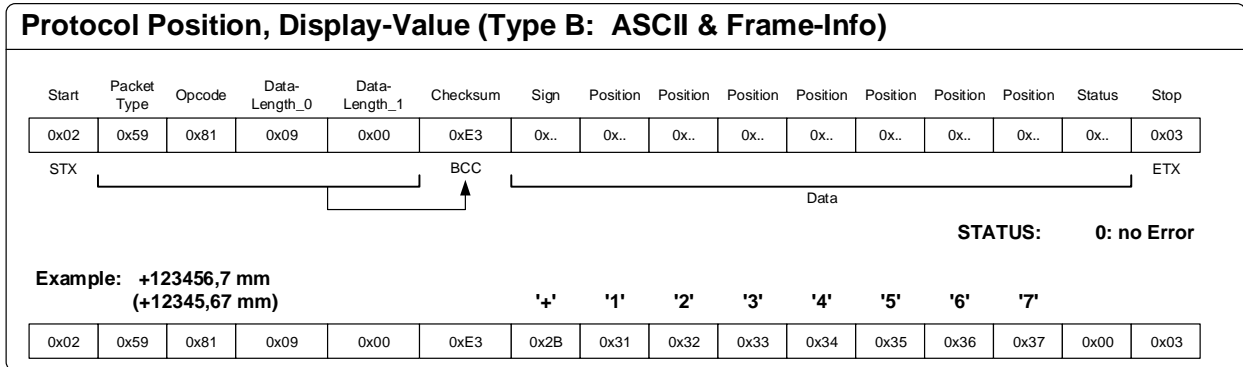 Protocol Position, Display-Value (Type B: ASCII & Frame-Info)
Start Packet Type Opcode Data-Length_0 Data-Length_1 Checksum Sign Position Position Position Position Position Position Position Status Stop
0x02 0x59 0x81 0x09 0x00 0xE3 0x.. 0x.. 0x.. 0x.. 0x.. 0x.. 0x.. 0x.. 0x.. 0x03
STX BCC ETX
Data
STATUS: 0: no Error
Example: +123456,7 mm
(+12345,67 mm) '+' '1' '2' '3' '4' '5' '6' '7'
0x02 0x59 0x81 0x09 0x00 0xE3 0x2B 0x31 0x32 0x33 0x34 0x35 0x36 0x37 0x00 0x03